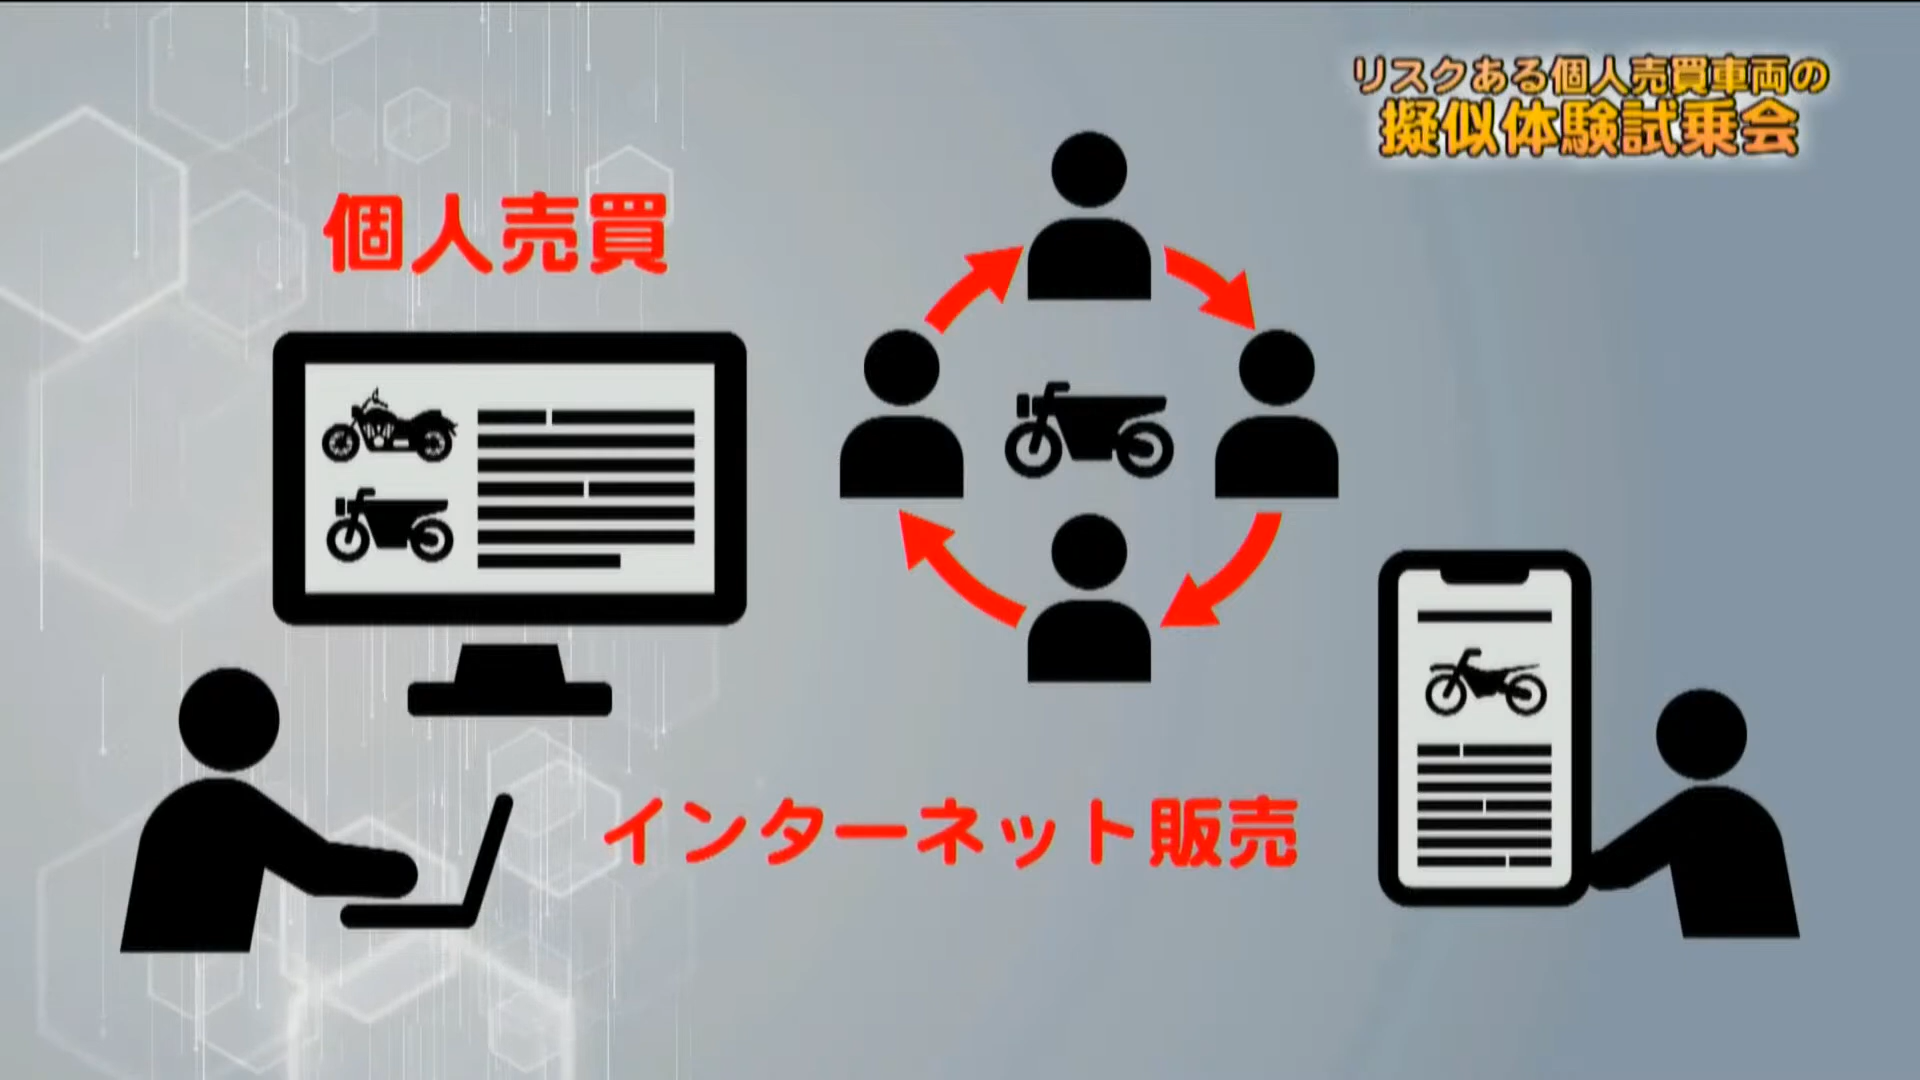 リスクある個人売買車両の
擬似体験試乗会
個人売買
インターネット販売